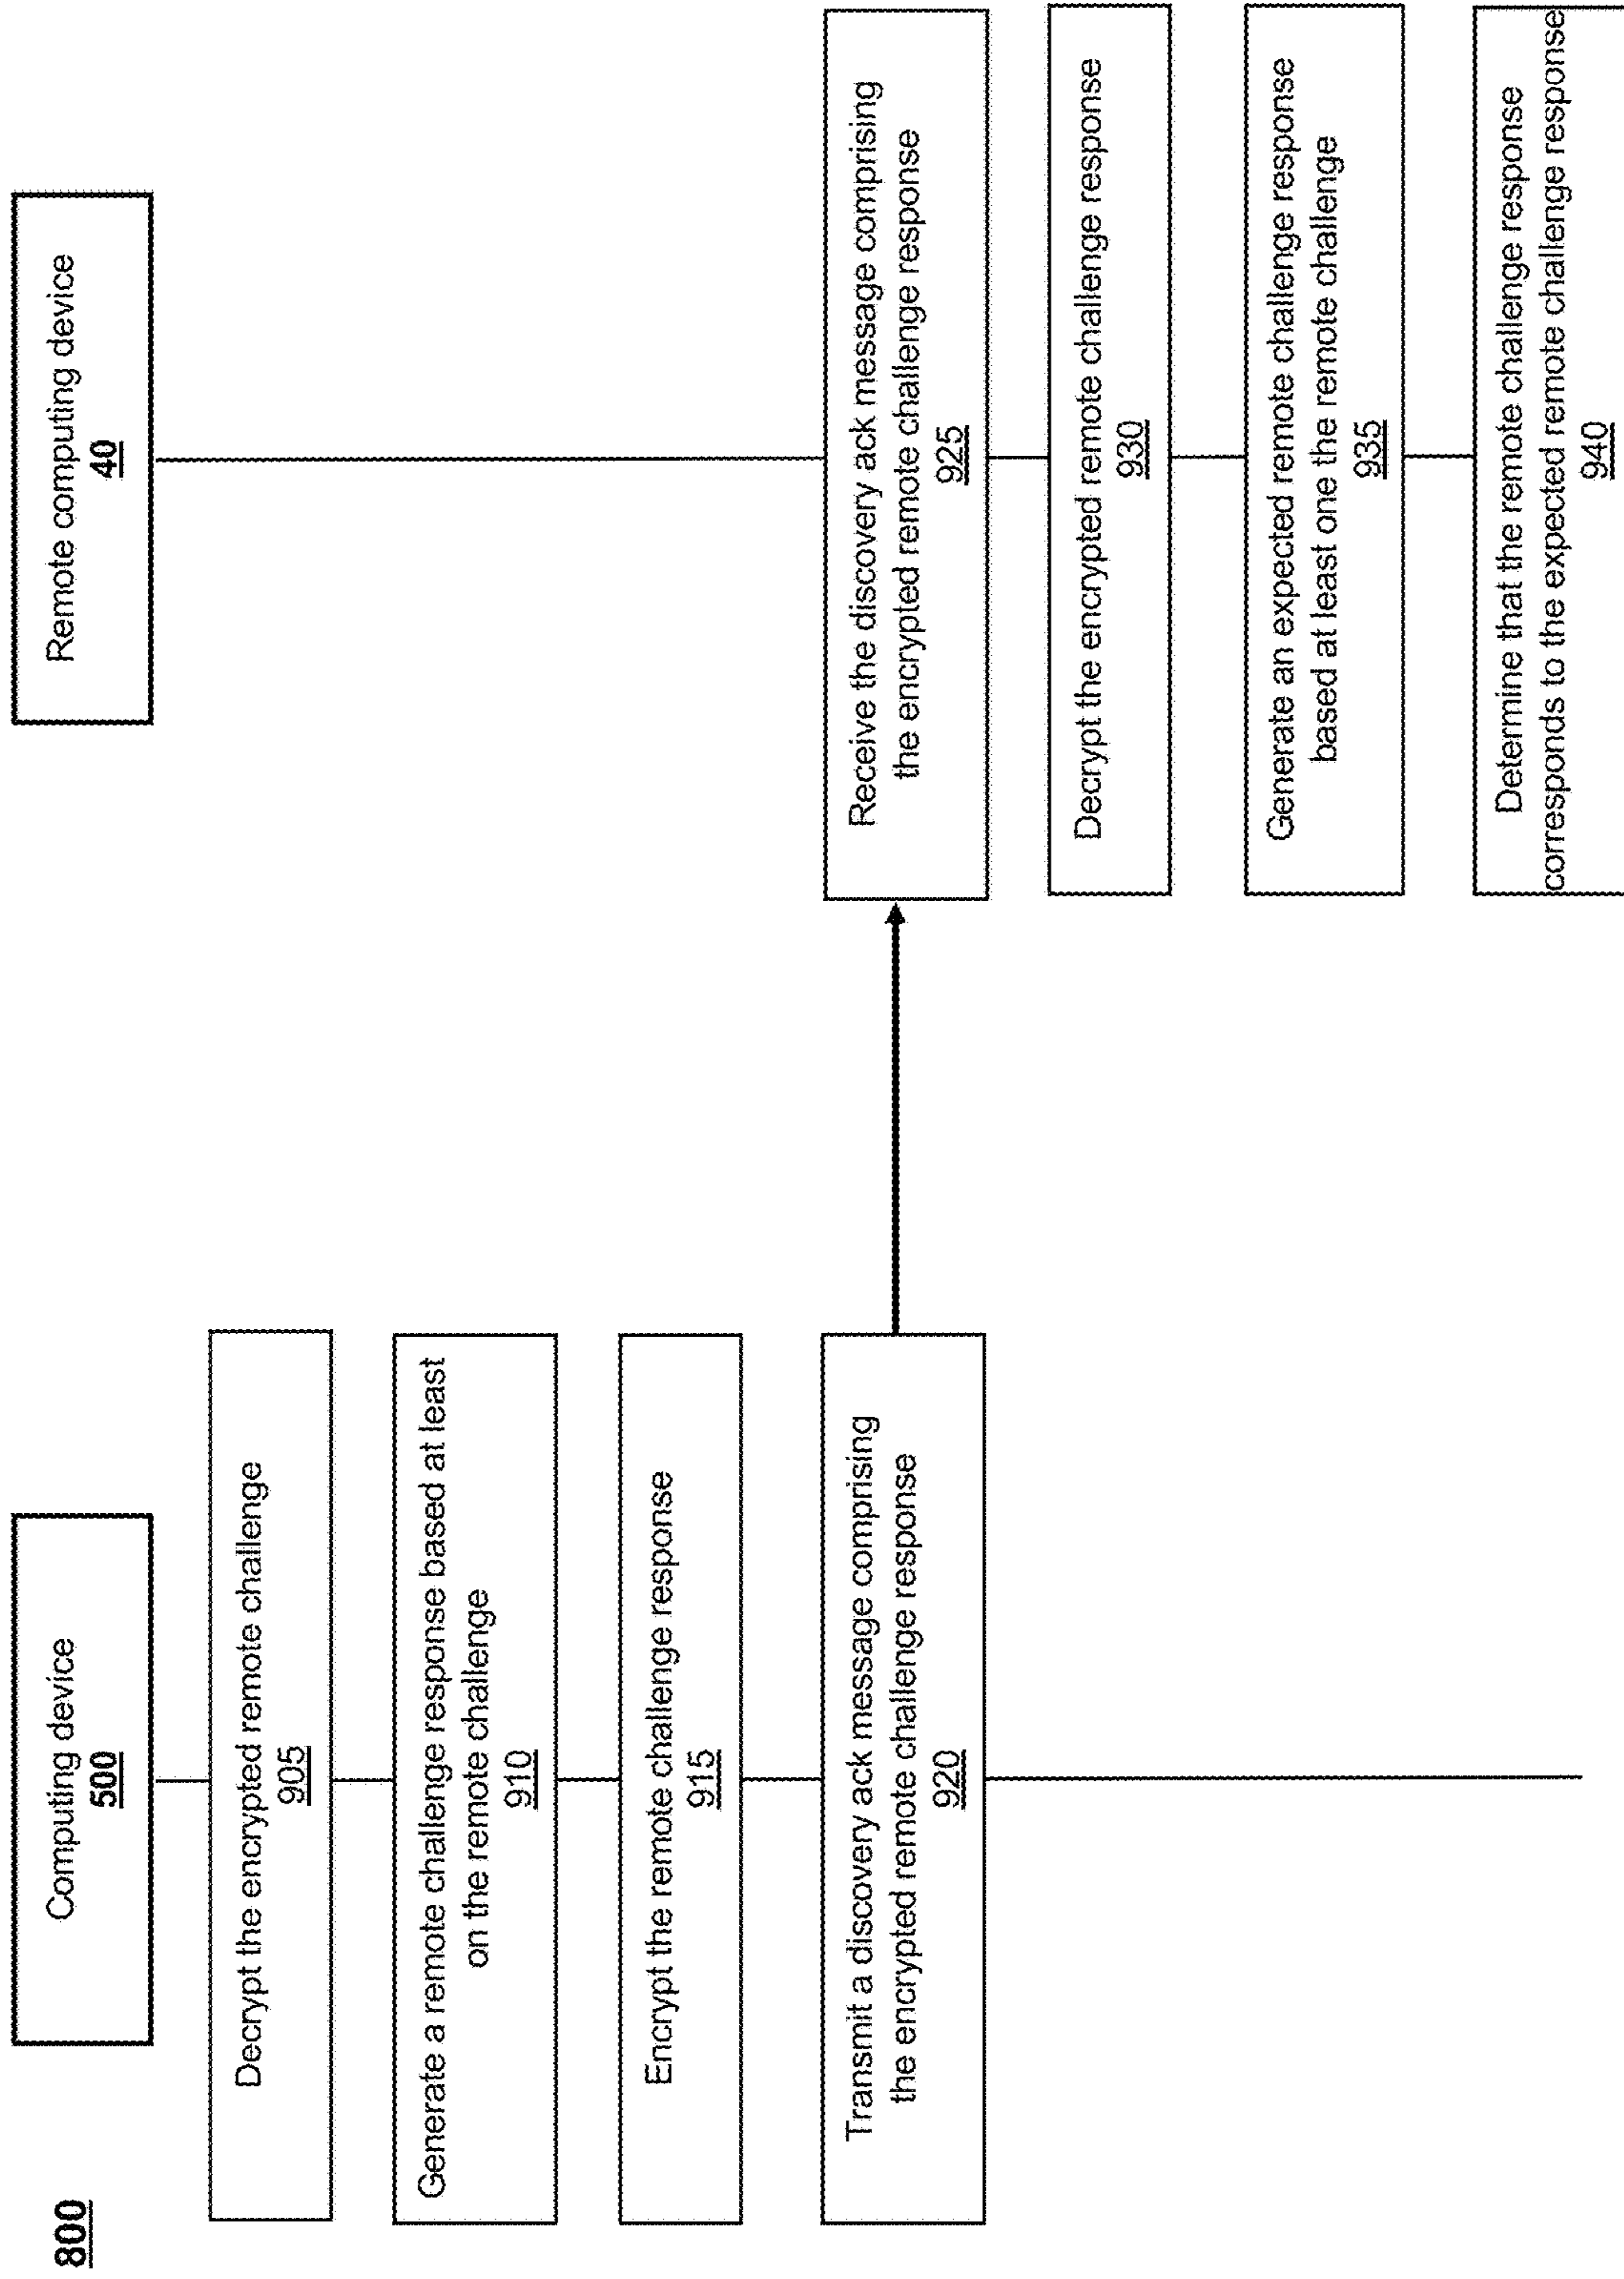 800
Computing device
500
Remote computing device
40
Decrypt the encrypted remote challenge
905
Generate a remote challenge response based at least
on the remote challenge
910
Encrypt the remote challenge response
915
Transmit a discovery ack message comprising
the encrypted remote challenge response
920
Receive the discovery ack message comprising
the encrypted remote challenge response
925
Decrypt the encrypted remote challenge response
930
Generate an expected remote challenge response
based at least one the remote challenge
935
Determine that the remote challenge response
corresponds to the expected remote challenge response
940